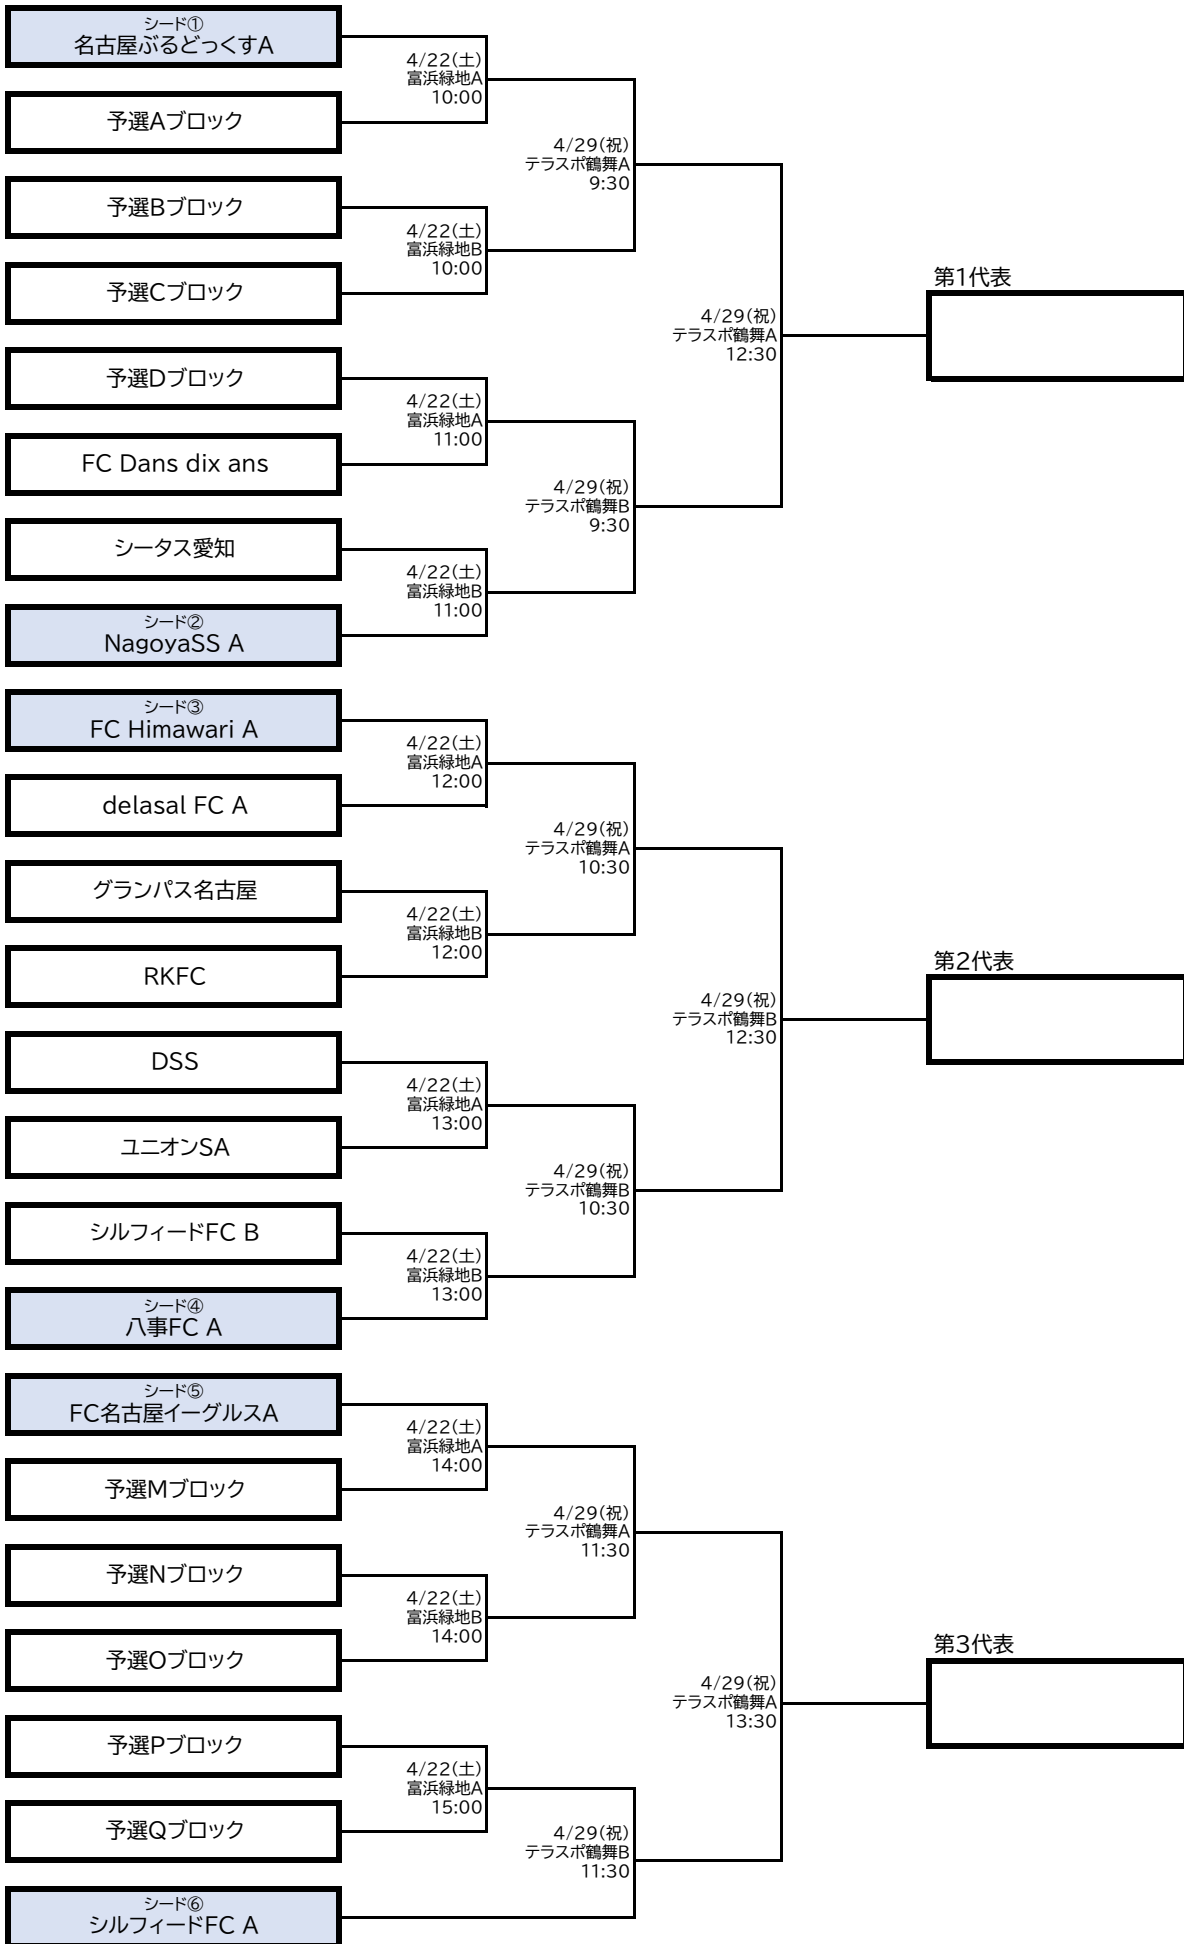 シード①
名古屋ぶるどっくすA
4/22(土)
富浜緑地A
10:00
予選Aブロック
4/29(祝)
テラスポ鶴舞A
9:30
予選Bブロック
4/22(土)
富浜緑地B
10:00
予選Cブロック
第1代表
4/29(祝)
テラスポ鶴舞A
12:30
予選Dブロック
4/22(土)
富浜緑地A
11:00
FC Dans dix ans
4/29(祝)
テラスポ鶴舞B
9:30
シータス愛知
4/22(土)
富浜緑地B
11:00
シード②
NagoyaSS A
シード③
FC Himawari A
4/22(土)
富浜緑地A
12:00
delasal FC A
4/29(祝)
テラスポ鶴舞A
10:30
グランパス名古屋
4/22(土)
富浜緑地B
12:00
RKFC
第2代表
4/29(祝)
テラスポ鶴舞B
12:30
DSS
4/22(土)
富浜緑地A
13:00
ユニオンSA
4/29(祝)
テラスポ鶴舞B
10:30
シルフィードFC B
4/22(土)
富浜緑地B
13:00
シード④
八事FC A
シード⑤
FC名古屋イーグルスA
4/22(土)
富浜緑地A
14:00
予選Mブロック
4/29(祝)
テラスポ鶴舞A
11:30
予選Nブロック
4/22(土)
富浜緑地B
14:00
予選Oブロック
第3代表
4/29(祝)
テラスポ鶴舞A
13:30
予選Pブロック
4/22(土)
富浜緑地A
15:00
予選Qブロック
4/29(祝)
テラスポ鶴舞B
11:30
シード⑥
シルフィードFC A